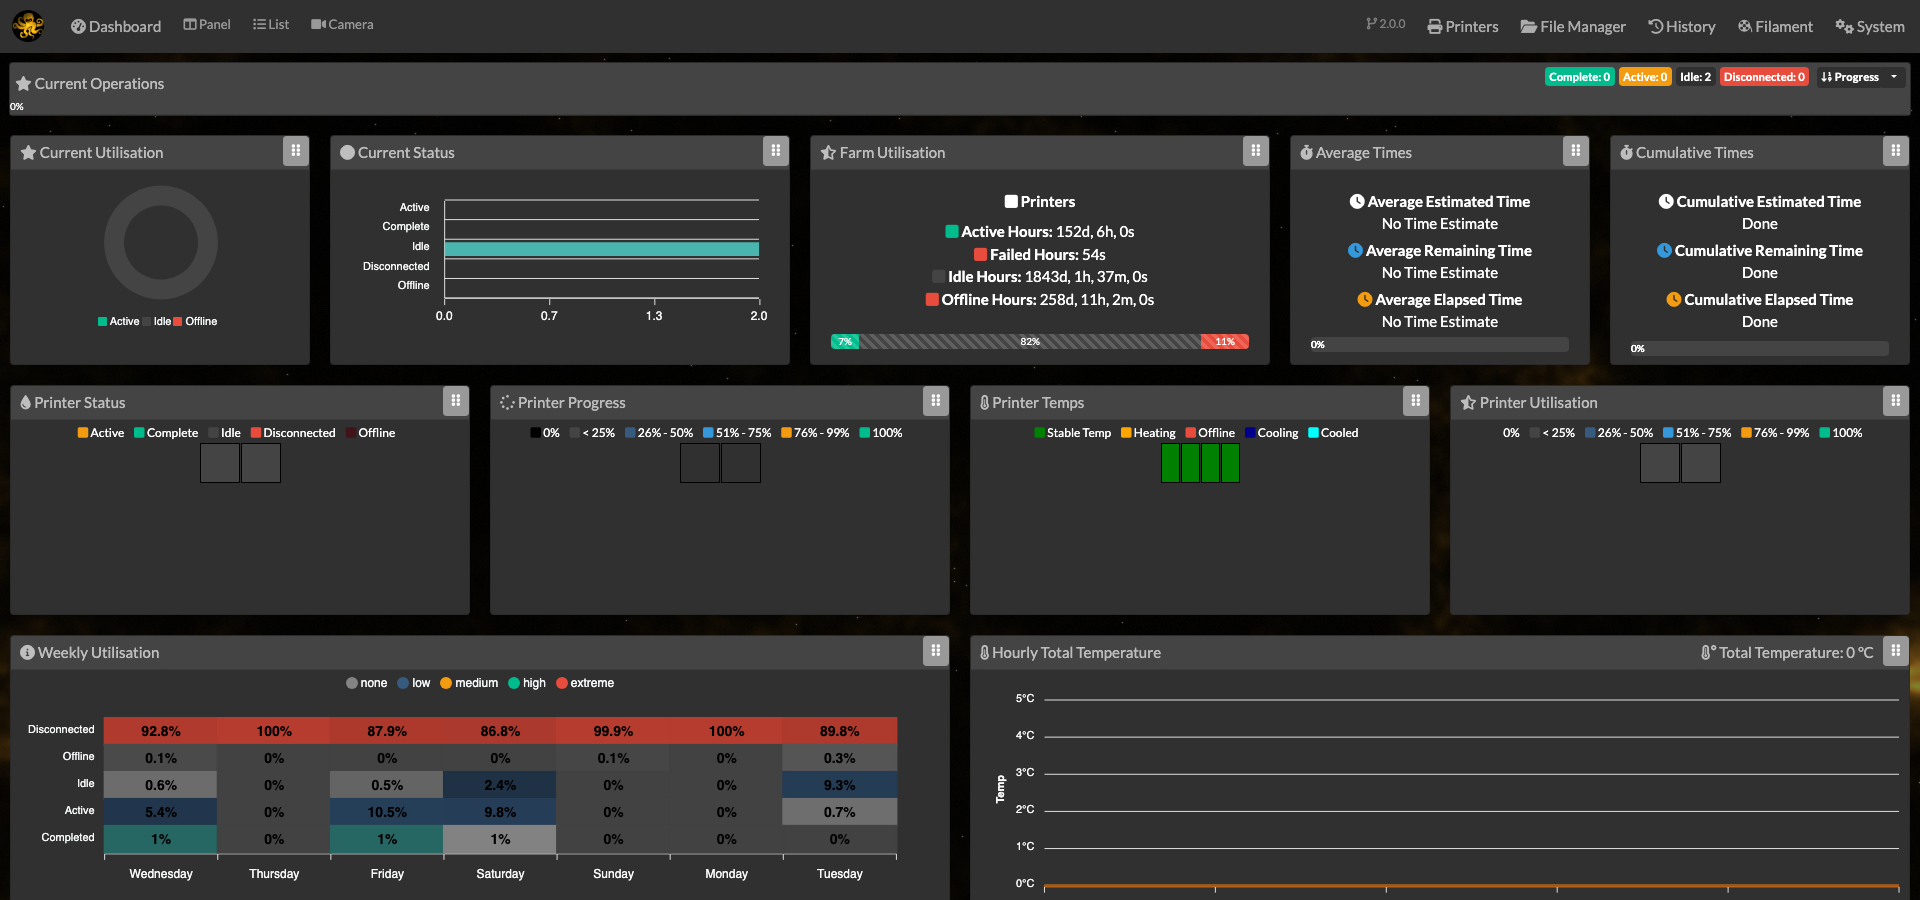 Dashboard Panel List Camera 2.0.0 Printers File Manager History Filament System
Current Operations Complete: 0 Active: 0 Idle: 2 Disconnected: 0 Progress
0%
Current Utilisation
Active Idle Offline
Current Status
Active
Complete
Idle
Disconnected
Offline
0.0 0.7 1.3 2.0
Farm Utilisation
Printers
Active Hours: 152d, 6h, 0s
Failed Hours: 54s
Idle Hours: 1843d, 1h, 37m, 0s
Offline Hours: 258d, 11h, 2m, 0s
7% 82% 11%
Average Times
Average Estimated Time
No Time Estimate
Average Remaining Time
No Time Estimate
Average Elapsed Time
No Time Estimate
0%
Cumulative Times
Cumulative Estimated Time
Done
Cumulative Remaining Time
Done
Cumulative Elapsed Time
Done
0%
Printer Status
Active Complete Idle Disconnected Offline
Printer Progress
0% < 25% 26% - 50% 51% - 75% 76% - 99% 100%
Printer Temps
Stable Temp Heating Offline Cooling Cooled
Printer Utilisation
0% < 25% 26% - 50% 51% - 75% 76% - 99% 100%
Weekly Utilisation
none low medium high extreme
Disconnected 92.8% 100% 87.9% 86.8% 99.9% 100% 89.8%
Offline 0.1% 0% 0% 0% 0.1% 0% 0.3%
Idle 0.6% 0% 0.5% 2.4% 0% 0% 9.3%
Active 5.4% 0% 10.5% 9.8% 0% 0% 0.7%
Completed 1% 0% 1% 1% 0% 0% 0%
Wednesday Thursday Friday Saturday Sunday Monday Tuesday
Hourly Total Temperature Total Temperature: 0 °C
5°C
4°C
3°C
2°C
1°C
0°C
Temp